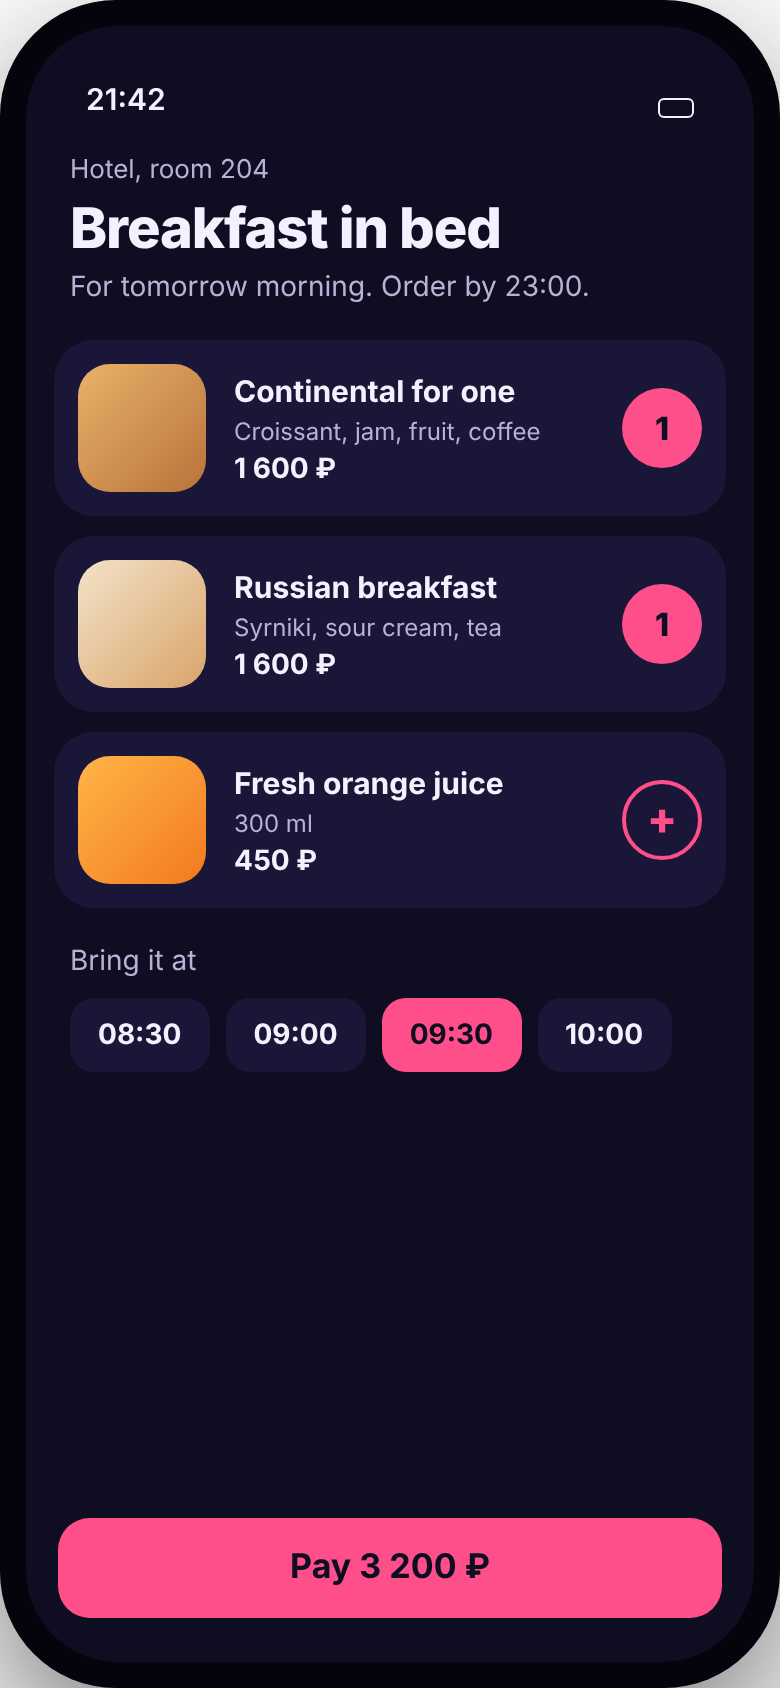 21:42
Hotel, room 204
Breakfast in bed
For tomorrow morning. Order by 23:00.
Continental for one
Croissant, jam, fruit, coffee
1 600 ₽
1
Russian breakfast
Syrniki, sour cream, tea
1 600 ₽
1
Fresh orange juice
300 ml
450 ₽
+
Bring it at
08:30 09:00 09:30 10:00
Pay 3 200 ₽